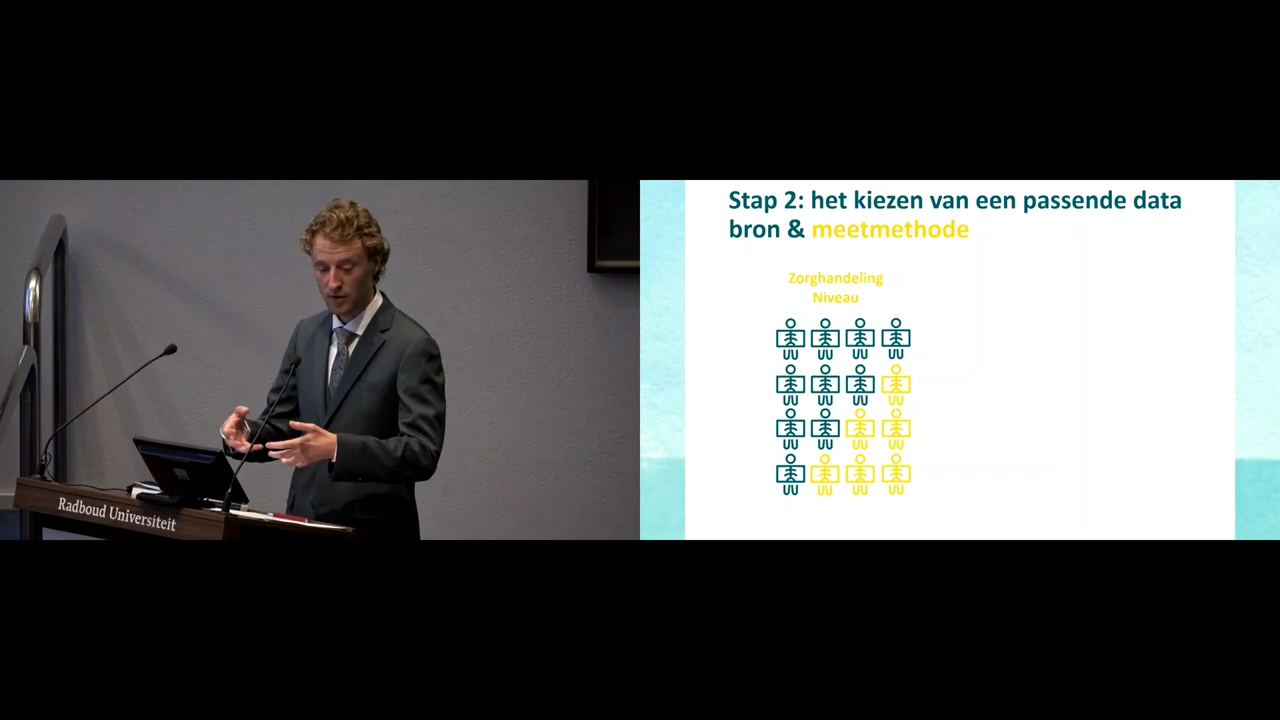 Radboud Universiteit
Stap 2: het kiezen van een passende data
bron & meetmethode
Zorghandeling
Niveau